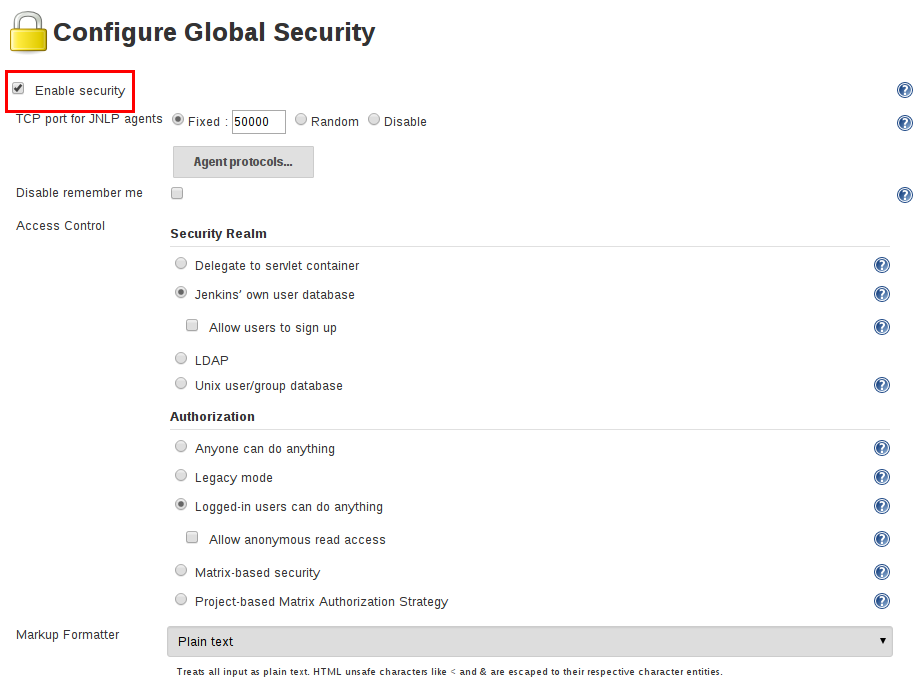 Configure Global Security
Enable security
TCP port for JNLP agents Fixed : 50000 Random Disable
Agent protocols...
Disable remember me
Access Control
Security Realm
Delegate to servlet container
Jenkins' own user database
Allow users to sign up
LDAP
Unix user/group database
Authorization
Anyone can do anything
Legacy mode
Logged-in users can do anything
Allow anonymous read access
Matrix-based security
Project-based Matrix Authorization Strategy
Markup Formatter
Plain text
Treats all input as plain text. HTML unsafe characters like < and & are escaped to their respective character entities.